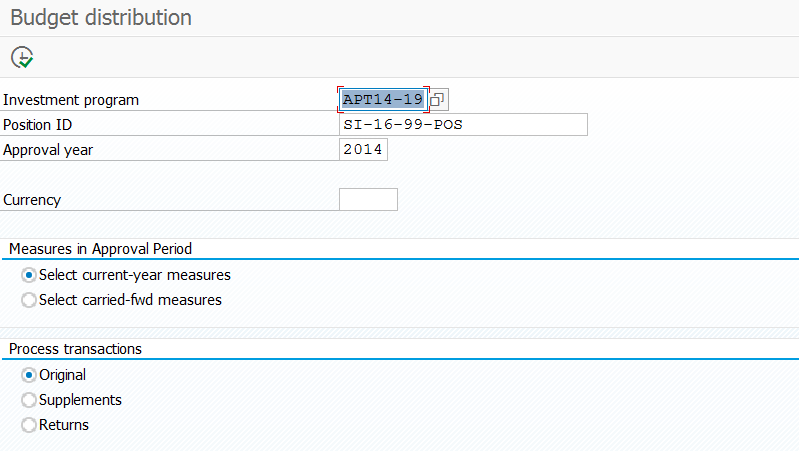 Budget distribution
Investment program APT14-19
Position ID SI-16-99-POS
Approval year 2014
Currency
Measures in Approval Period
Select current-year measures
Select carried-fwd measures
Process transactions
Original
Supplements
Returns